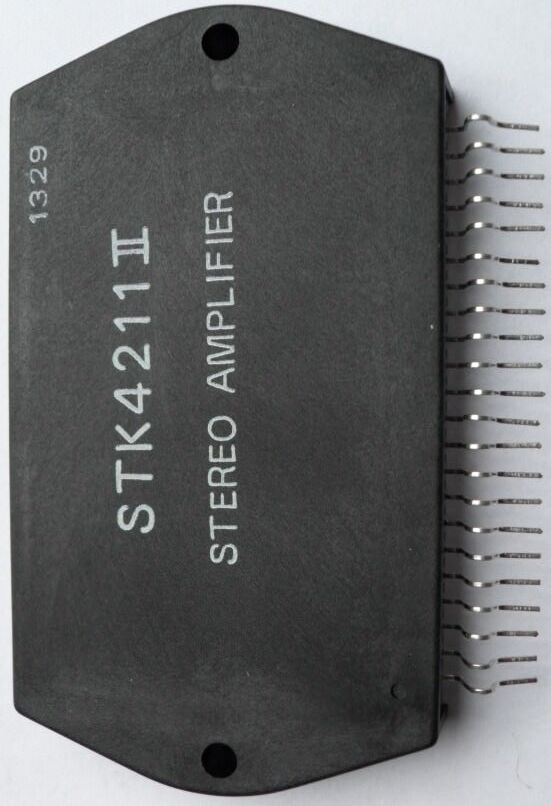 1329
STK4211II
STEREO AMPLIFIER